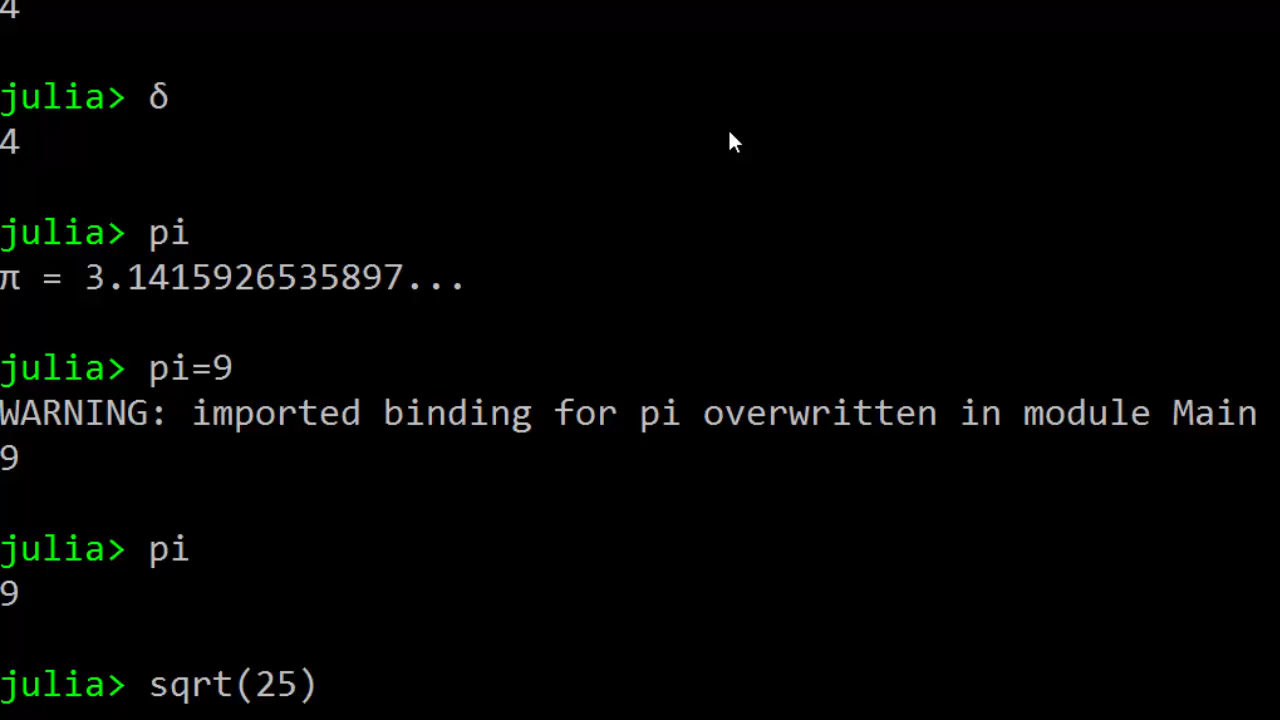 4
julia> δ
4
julia> pi
π = 3.1415926535897...
julia> pi=9
WARNING: imported binding for pi overwritten in module Main
9
julia> pi
9
julia> sqrt(25)